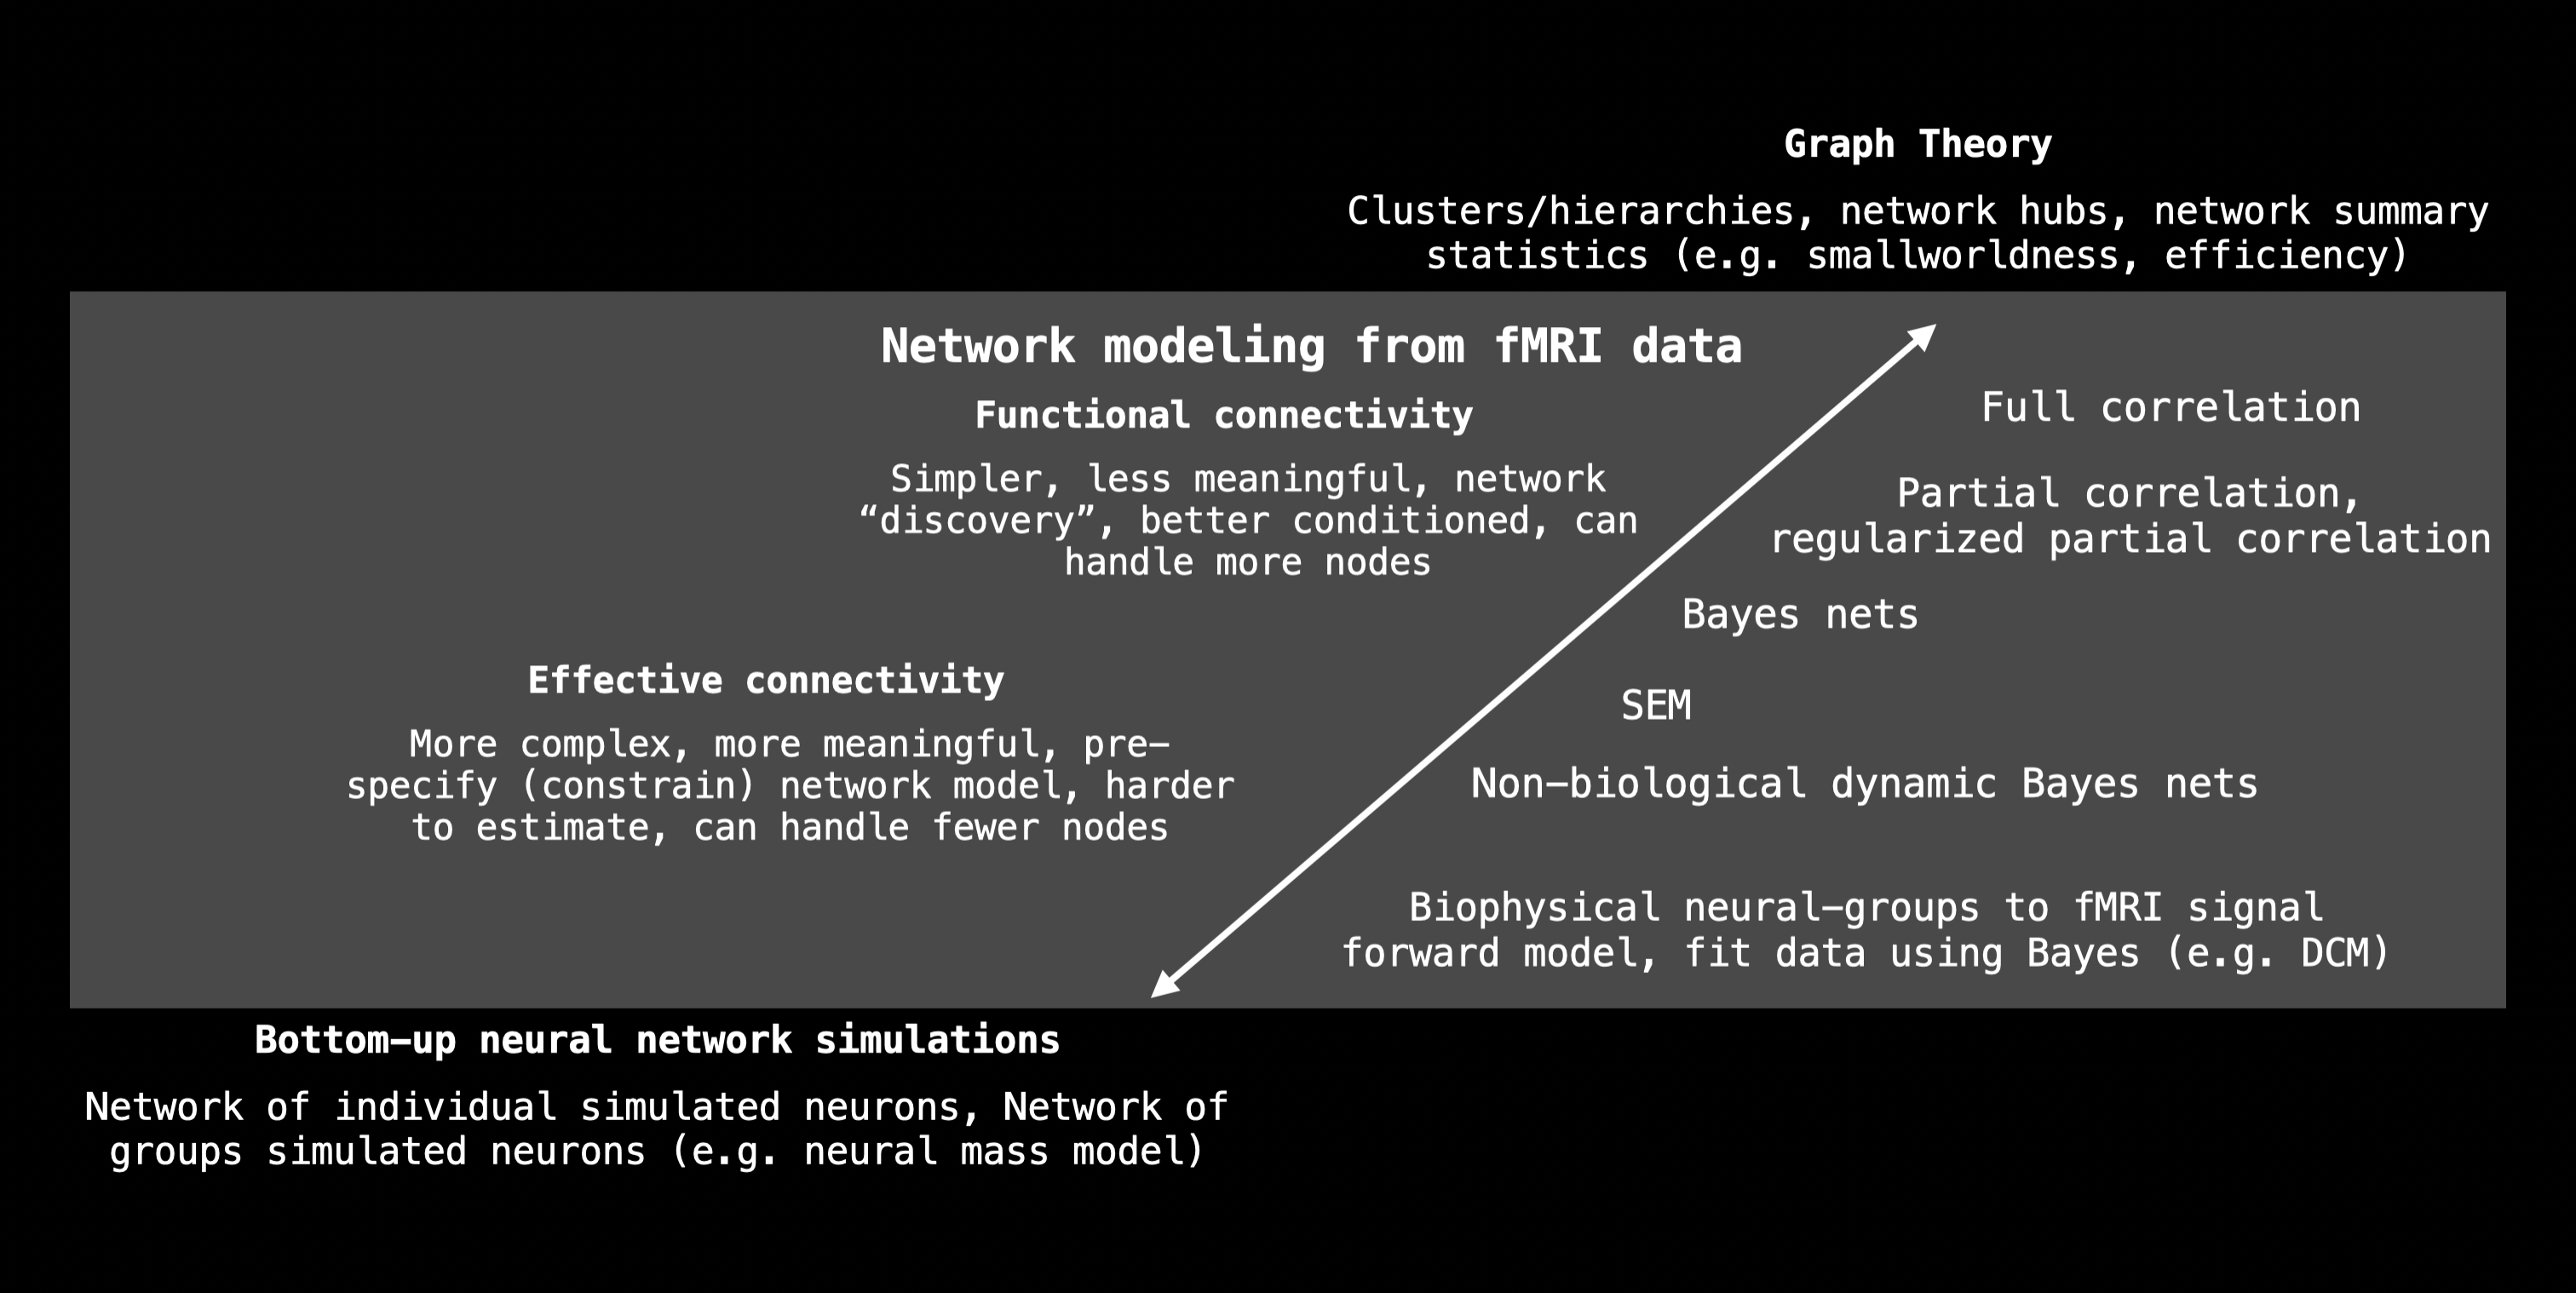 Graph Theory
Clusters/hierarchies, network hubs, network summary
statistics (e.g. smallworldness, efficiency)
Network modeling from fMRI data
Functional connectivity
Simpler, less meaningful, network
“discovery”, better conditioned, can
handle more nodes
Effective connectivity
More complex, more meaningful, pre-
specify (constrain) network model, harder
to estimate, can handle fewer nodes
Full correlation
Partial correlation,
regularized partial correlation
Bayes nets
SEM
Non-biological dynamic Bayes nets
Biophysical neural-groups to fMRI signal
forward model, fit data using Bayes (e.g. DCM)
Bottom-up neural network simulations
Network of individual simulated neurons, Network of
groups simulated neurons (e.g. neural mass model)